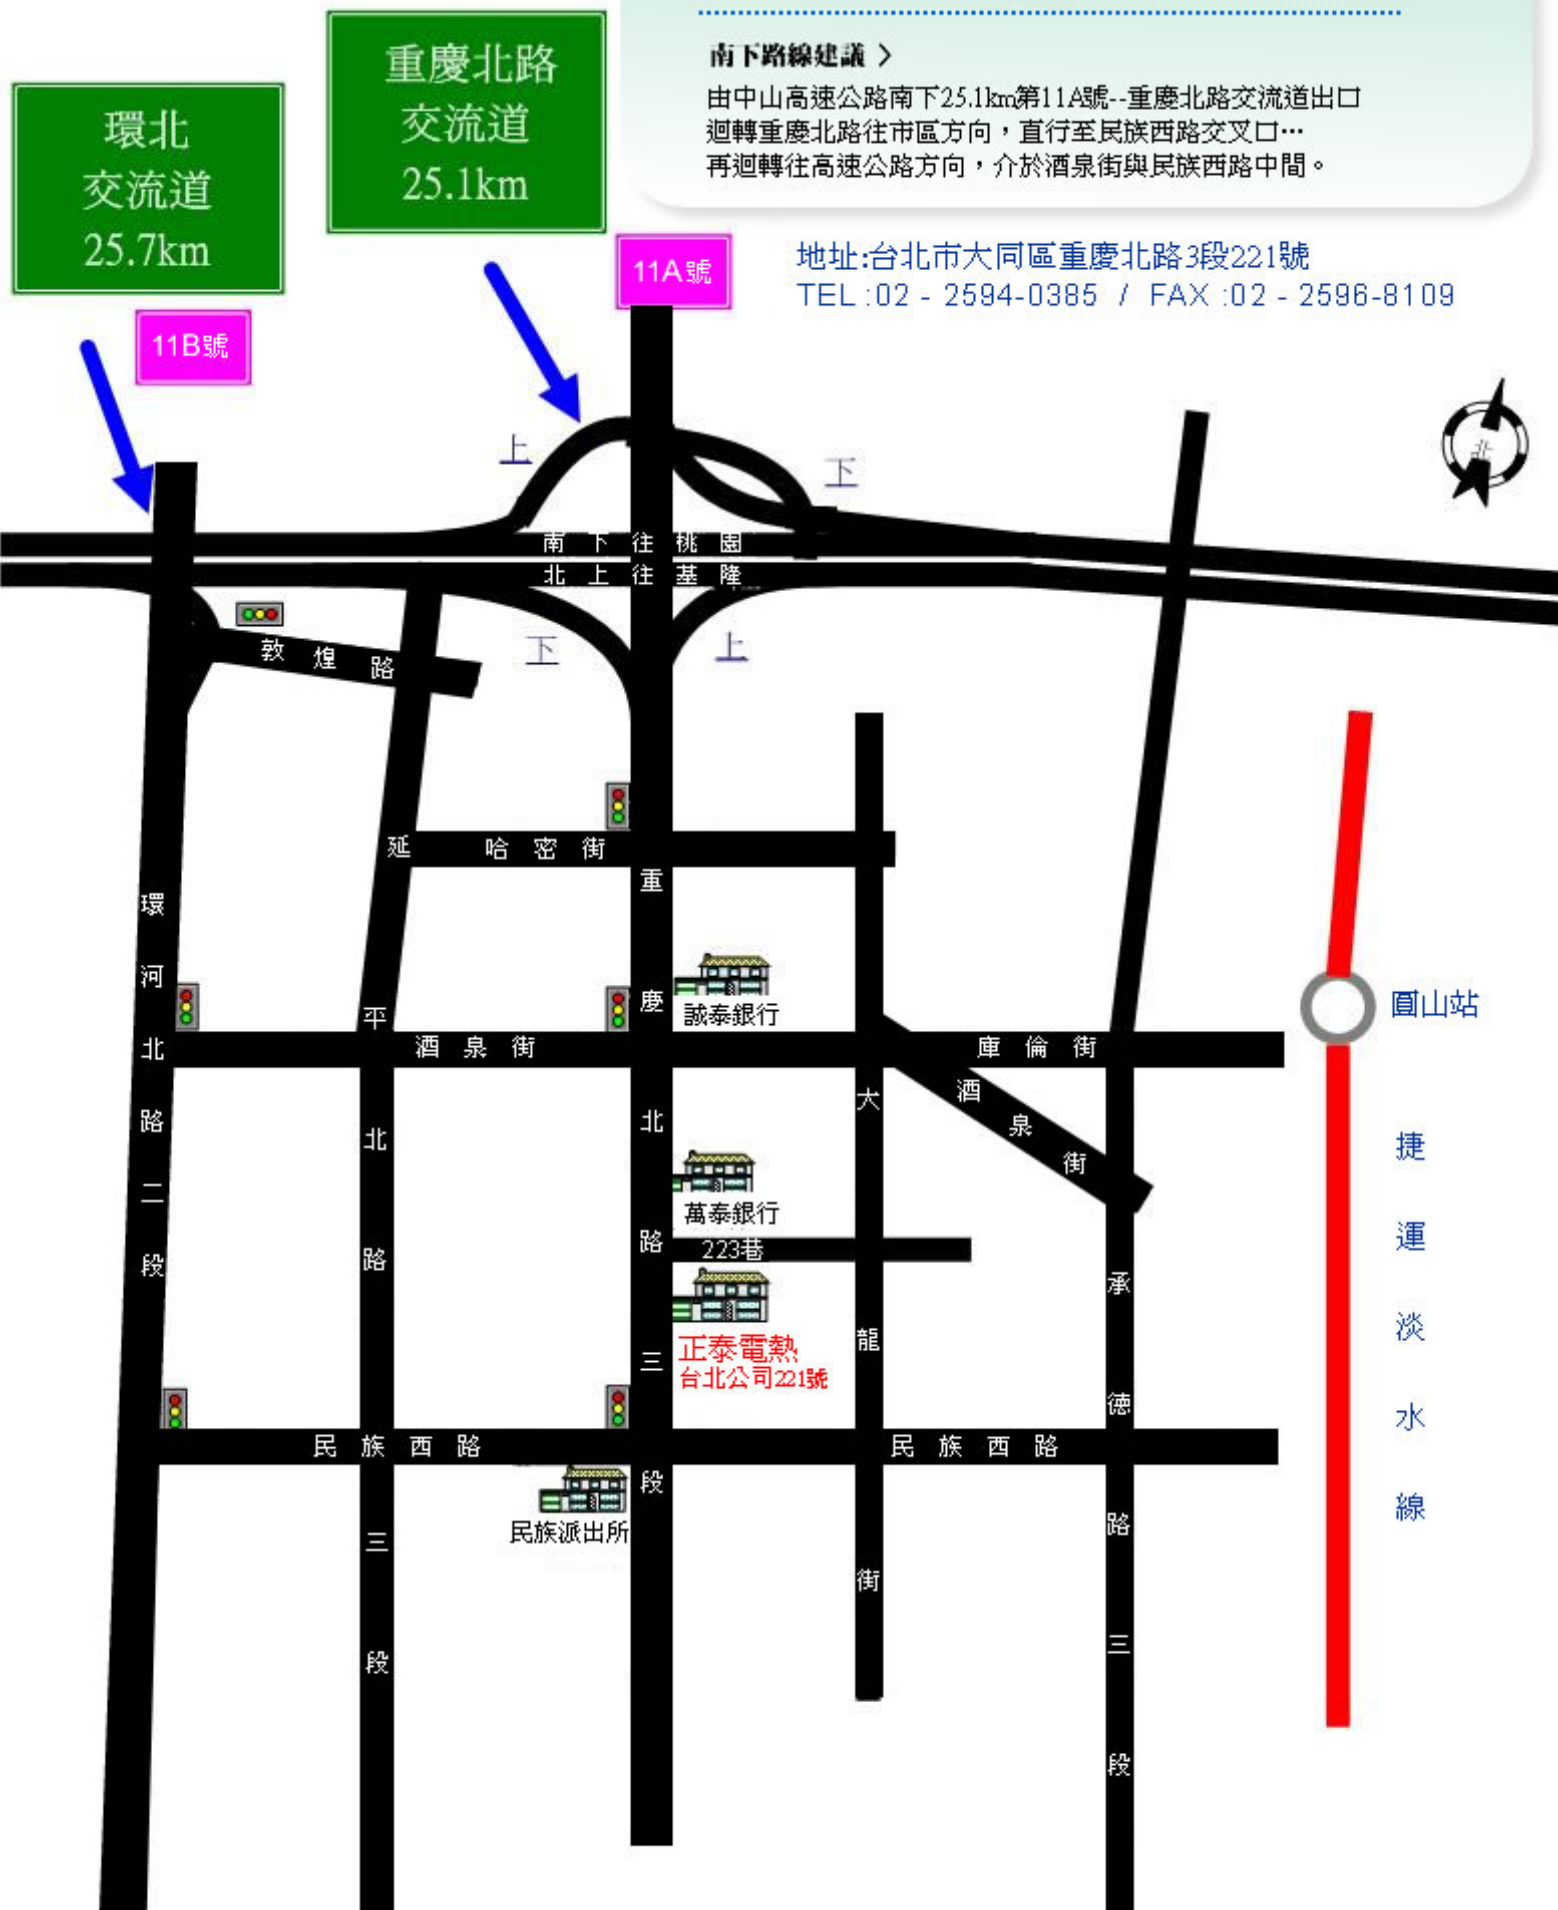 南下路線建議 〉
由中山高速公路南下25.1km第11A號--重慶北路交流道出口
迴轉重慶北路往市區方向，直行至民族西路交叉口…
再迴轉往高速公路方向，介於酒泉街與民族西路中間。
重慶北路
交流道
25.1km
環北
交流道
25.7km
11A號
地址:台北市大同區重慶北路3段221號
TEL:02 - 2594-0385 / FAX:02 - 2596-8109
11B號
上
下
北
南下往桃園
北上往基隆
敦煌路
下
上
哈密街
延平北路三段
環河北路二段
重慶北路三段
誠泰銀行
圓山站
酒泉街
庫倫街
酒泉街
大龍街
萬泰銀行
223巷
承德路三段
捷運淡水線
正泰電熱
台北公司221號
民族西路
民族西路
民族派出所